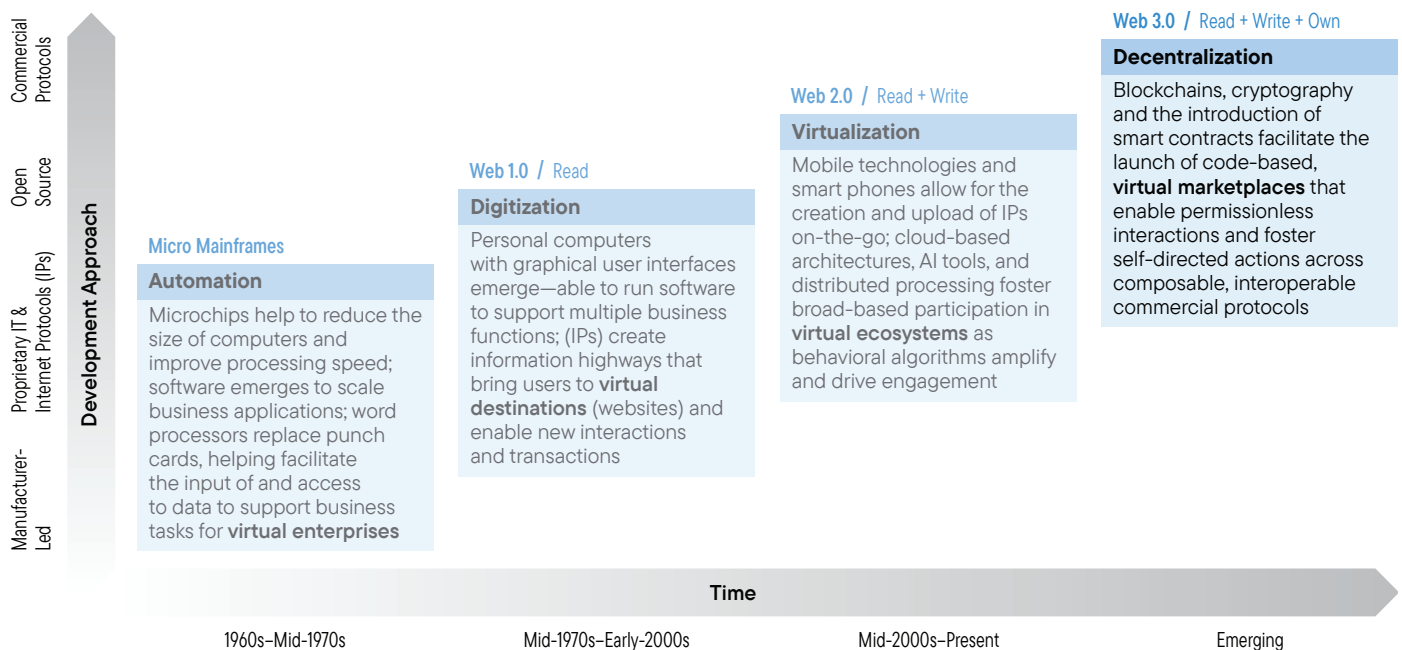 Commercial
Protocols
Open
Source
Proprietary IT &
Internet Protocols (IPs)
Manufacturer-
Led
Development Approach
Micro Mainframes
Automation
Microchips help to reduce the
size of computers and
improve processing speed;
software emerges to scale
business applications; word
processors replace punch
cards, helping facilitate
the input of and access
to data to support business
tasks for virtual enterprises
Web 1.0 / Read
Digitization
Personal computers
with graphical user interfaces
emerge—able to run software
to support multiple business
functions; (IPs) create
information highways that
bring users to virtual
destinations (websites) and
enable new interactions
and transactions
Web 2.0 / Read + Write
Virtualization
Mobile technologies and
smart phones allow for the
creation and upload of IPs
on-the-go; cloud-based
architectures, AI tools, and
distributed processing foster
broad-based participation in
virtual ecosystems as
behavioral algorithms amplify
and drive engagement
Web 3.0 / Read + Write + Own
Decentralization
Blockchains, cryptography
and the introduction of
smart contracts facilitate the
launch of code-based,
virtual marketplaces that
enable permissionless
interactions and foster
self-directed actions across
composable, interoperable
commercial protocols
Time
1960s–Mid-1970s
Mid-1970s–Early-2000s
Mid-2000s–Present
Emerging